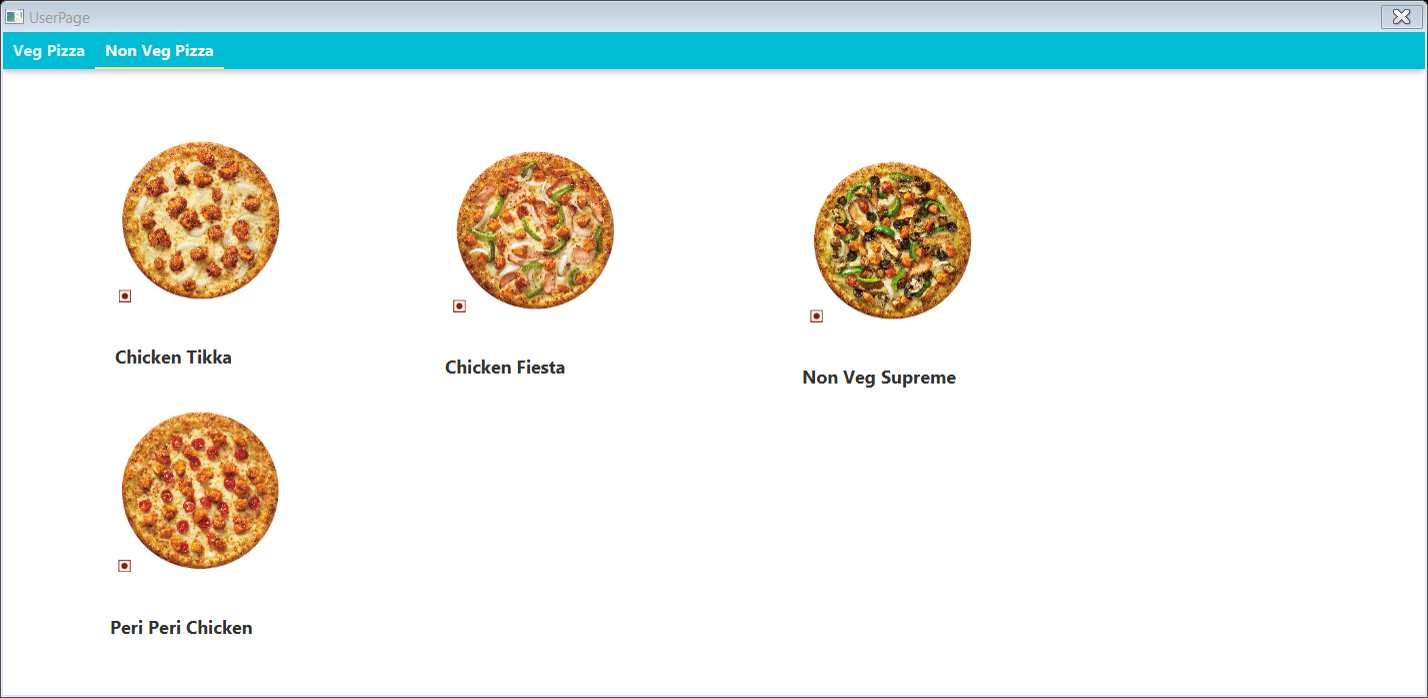 UserPage
Veg Pizza
Non Veg Pizza
Chicken Tikka
Chicken Fiesta
Non Veg Supreme
Peri Peri Chicken